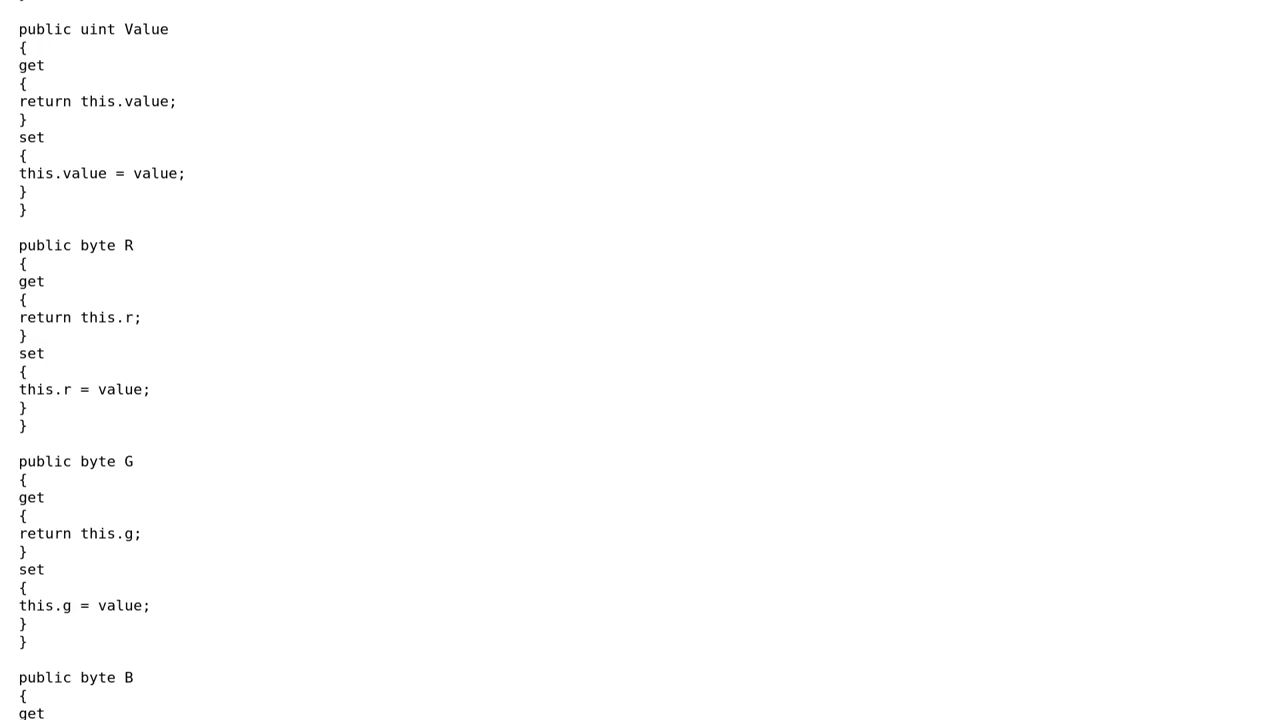 public uint Value
{
get
{
return this.value;
}
set
{
this.value = value;
}
}

public byte R
{
get
{
return this.r;
}
set
{
this.r = value;
}
}

public byte G
{
get
{
return this.g;
}
set
{
this.g = value;
}
}

public byte B
{
get